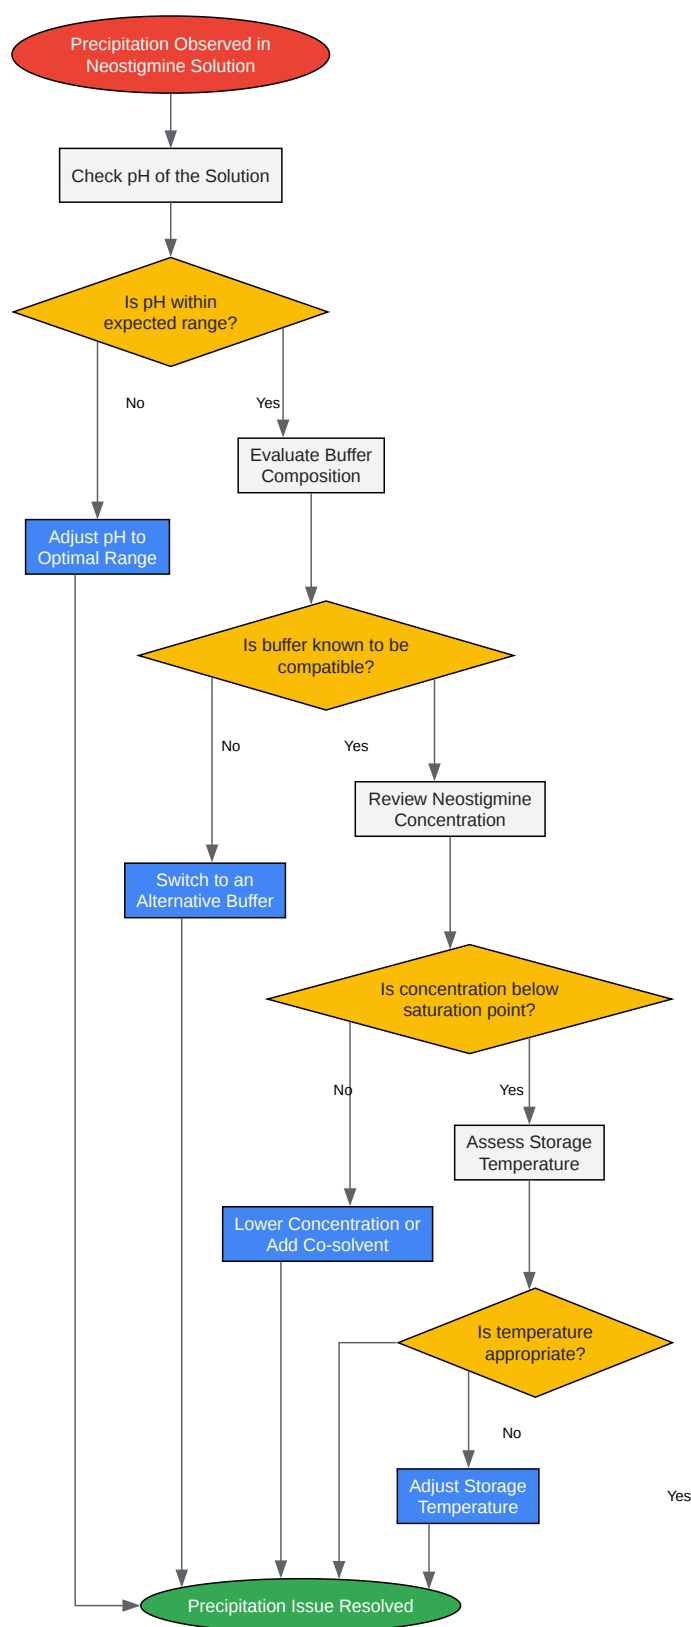 Precipitation Observed in
Neostigmine Solution
Check pH of the Solution
Is pH within
expected range?
No
Yes
Evaluate Buffer
Composition
Adjust pH to
Optimal Range
Is buffer known to be
compatible?
No
Yes
Review Neostigmine
Concentration
Switch to an
Alternative Buffer
Is concentration below
saturation point?
No
Yes
Assess Storage
Temperature
Lower Concentration or
Add Co-solvent
Is temperature
appropriate?
No
Adjust Storage
Temperature
Yes
Precipitation Issue Resolved